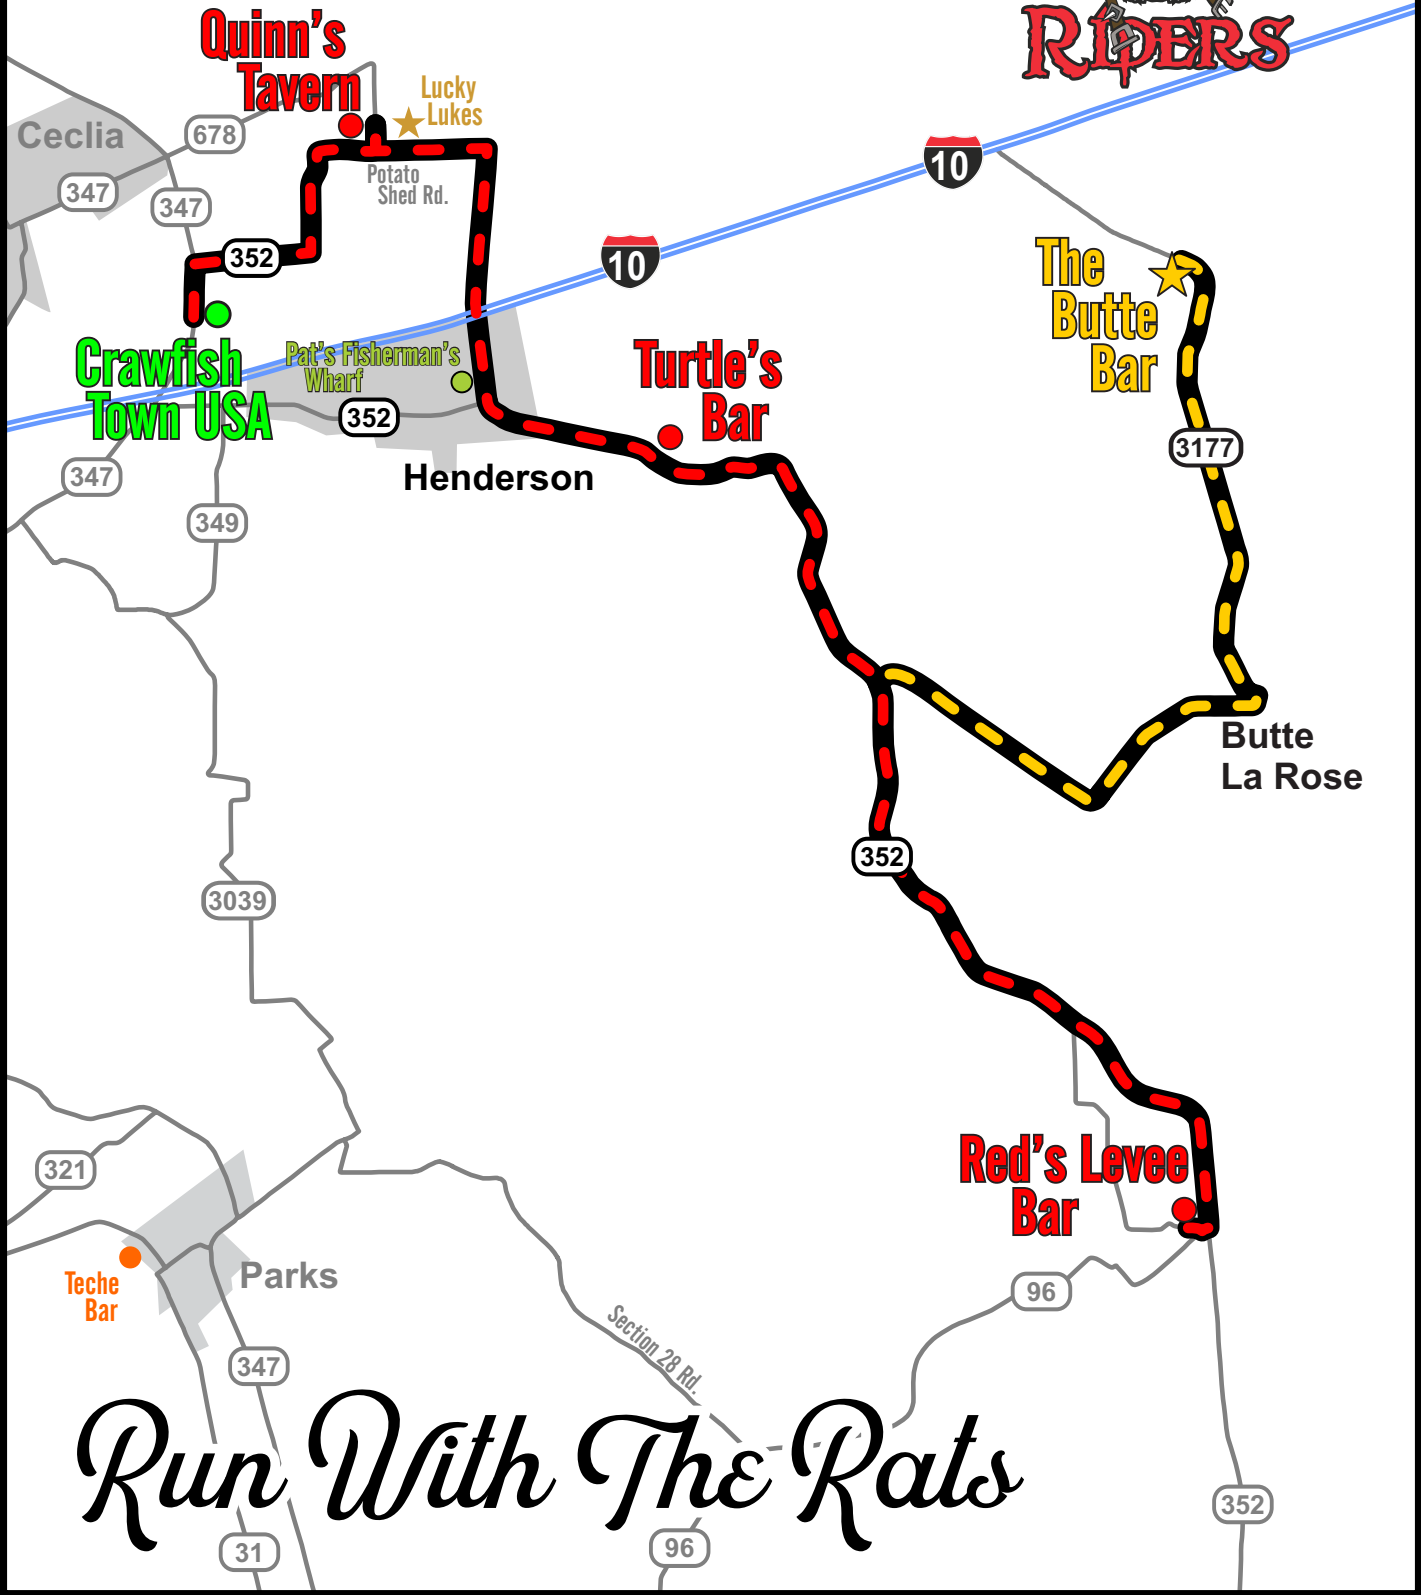 RIDERS
Quinn's
Tavern
Lucky
Lukes
Ceclia
678
347
347
Potato
Shed Rd.
10
352
10
The
Butte
Bar
Crawfish
Town USA
Pat's Fisherman's
Wharf
352
Turtle's
Bar
3177
347
Henderson
349
Butte
La Rose
352
3039
Red's Levee
Bar
321
Parks
Teche
Bar
96
Section 28 Rd.
347
Run With The Rats
352
31
96